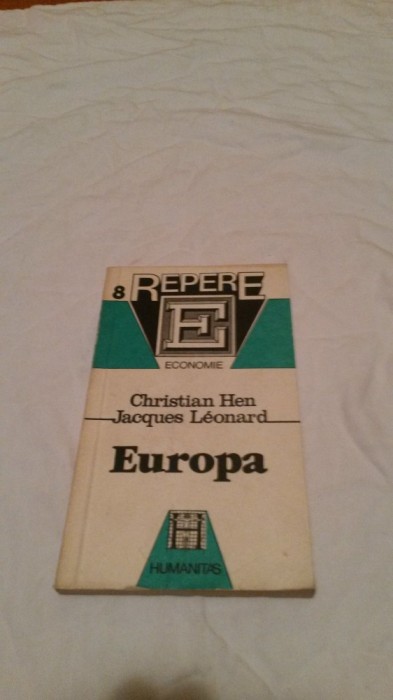 8 REPERE
E
ECONOMIE
Christian Hen
Jacques Léonard
Europa
H
HUMANITAS